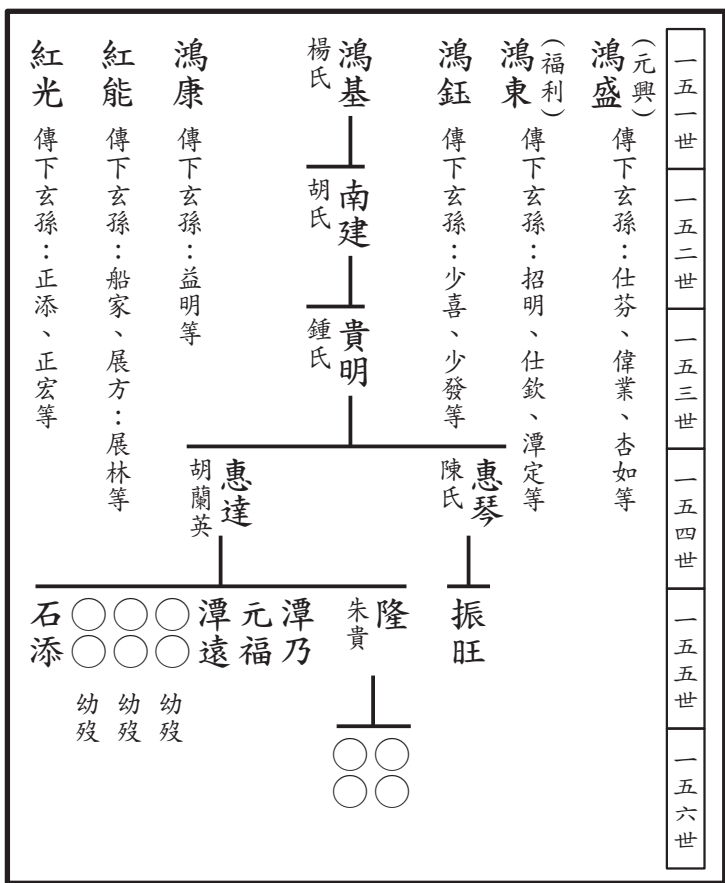 一五一世
一五二世
一五三世
一五四世
一五五世
一五六世
(元興)
鴻盛 傳下玄孫：仕芬、偉業、杏如等
(福利)
鴻東 傳下玄孫：招明、仕欽、潭定等
鴻鈺 傳下玄孫：少喜、少發等
鴻基
楊氏
南建
胡氏
貴明
鍾氏
惠琴
陳氏
振旺
惠達
胡蘭英
隆
朱貴
○○
○○
潭乃
元福
潭遠
○○ 幼歿
○○ 幼歿
○○ 幼歿
石添
鴻康 傳下玄孫：益明等
紅能 傳下玄孫：船家、展方：展林等
紅光 傳下玄孫：正添、正宏等